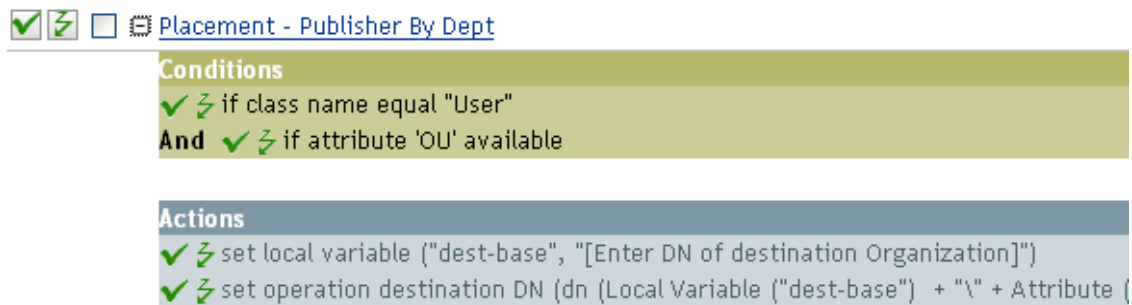 Placement - Publisher By Dept
Conditions
if class name equal "User"
And if attribute 'OU' available
Actions
set local variable ("dest-base", "[Enter DN of destination Organization]")
set operation destination DN (dn (Local Variable ("dest-base") + "\" + Attribute (